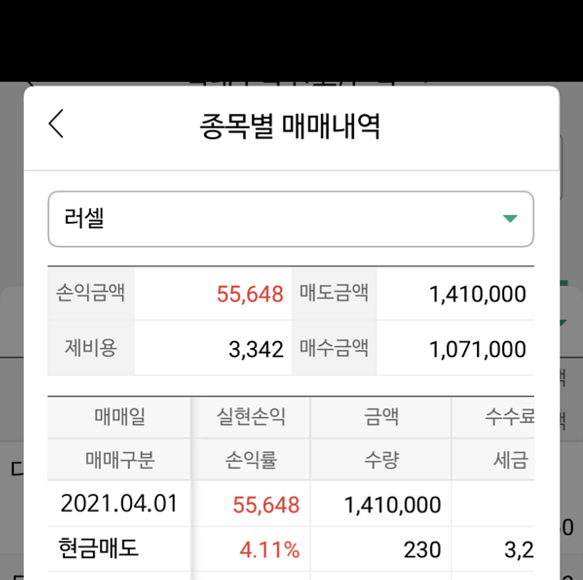 종목별 매매내역
러셀
손익금액 55,648 매도금액 1,410,000
제비용 3,342 매수금액 1,071,000
매매일 실현손익 금액 수수료
매매구분 손익률 수량 세금
2021.04.01 55,648 1,410,000
현금매도 4.11% 230 3,2